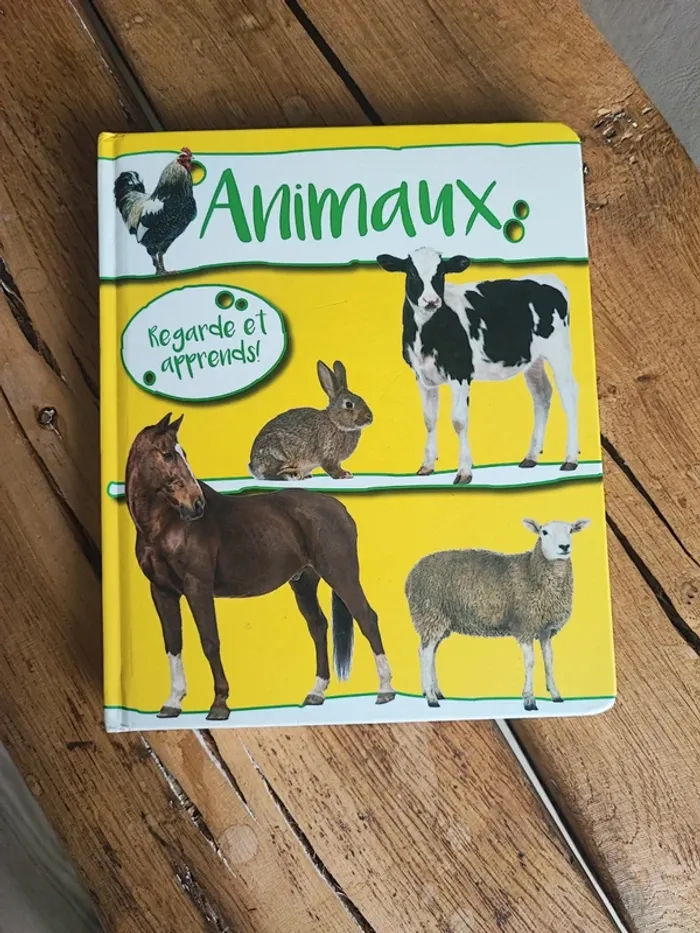 Animaux
Regarde et
apprends!